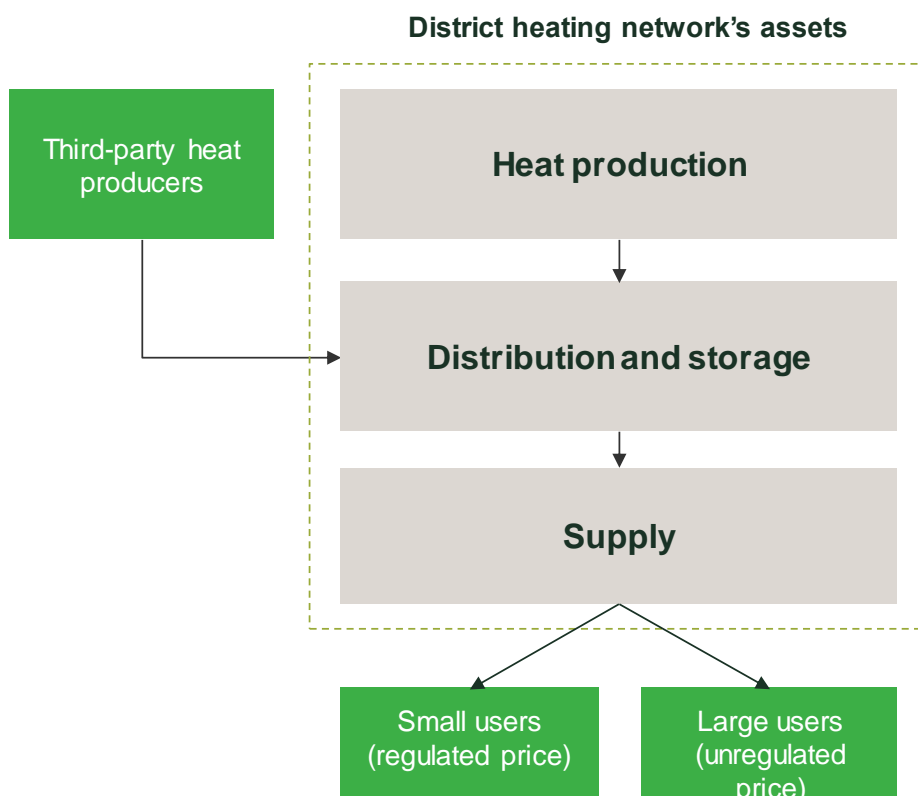 District heating network's assets
Third-party heat
producers
Heat production
Distribution and storage
Supply
Small users
(regulated price)
Large users
(unregulated
price)